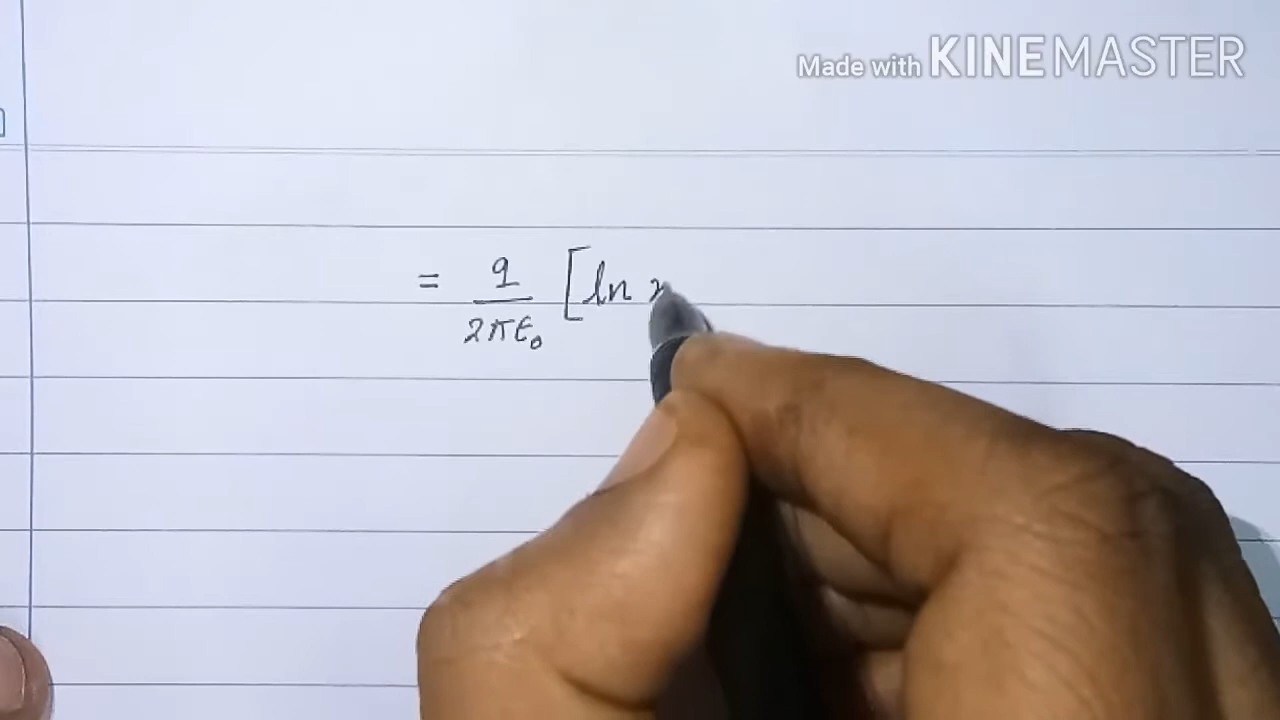 Made with KINEMASTER
= q / 2πε₀ [ ln